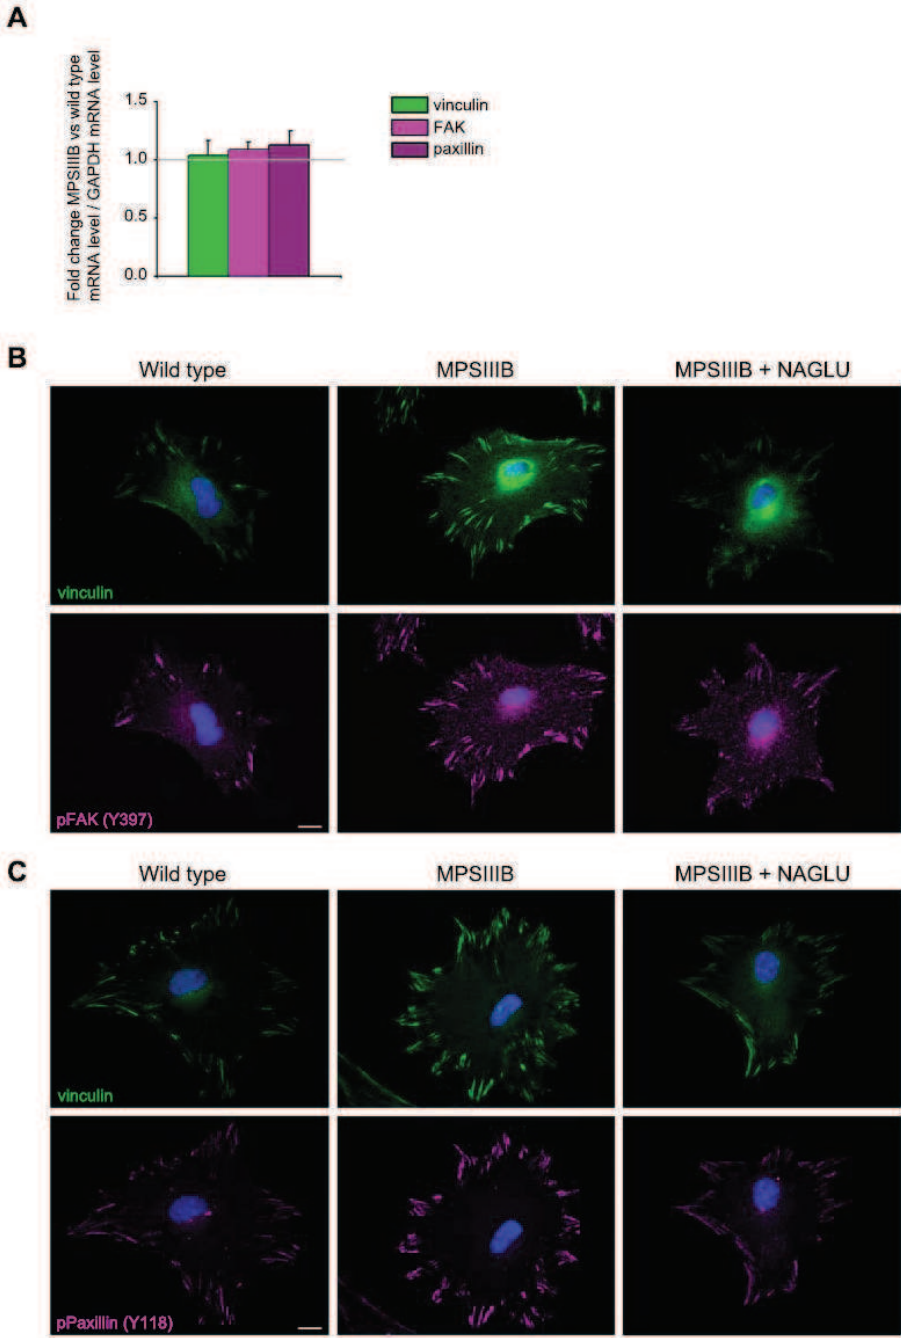 A
Fold change MPSIIIB vs wild type
mRNA level / GAPDH mRNA level
1.5
1.0
0.5
0.0
vinculin
FAK
paxillin
B
Wild type
MPSIIIB
MPSIIIB + NAGLU
vinculin
pFAK (Y397)
C
Wild type
MPSIIIB
MPSIIIB + NAGLU
vinculin
pPaxillin (Y118)